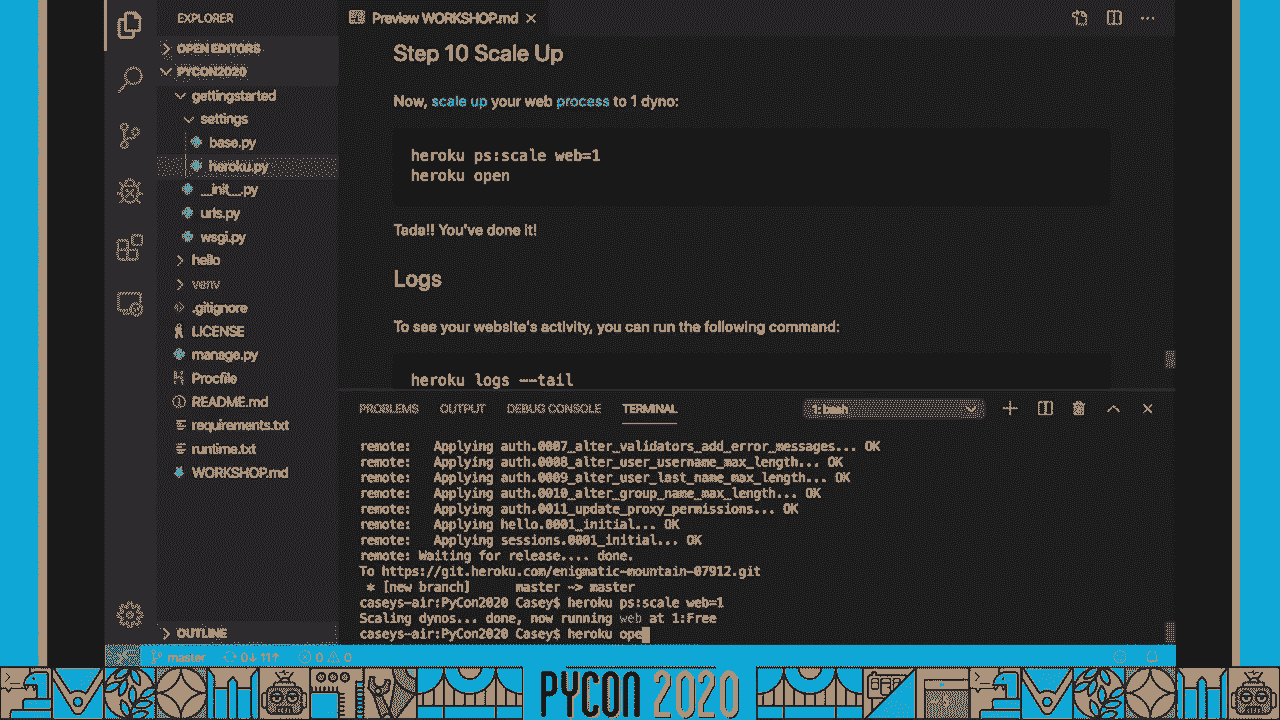 EXPLORER
OPEN EDITORS
PYCON2020
gettingstarted
settings
base.py
heroku.py
__init__.py
urls.py
wsgi.py
hello
venv
.gitignore
LICENSE
manage.py
Procfile
README.md
requirements.txt
runtime.txt
WORKSHOP.md
OUTLINE
Preview WORKSHOP.md
Step 10 Scale Up
Now, scale up your web process to 1 dyno:
heroku ps:scale web=1
heroku open
Tada!! You've done it!
Logs
To see your website's activity, you can run the following command:
heroku logs --tail
PROBLEMS OUTPUT DEBUG CONSOLE TERMINAL 1: bash
remote:   Applying auth.0007_alter_validators_add_error_messages... OK
remote:   Applying auth.0008_alter_user_username_max_length... OK
remote:   Applying auth.0009_alter_user_last_name_max_length... OK
remote:   Applying auth.0010_alter_group_name_max_length... OK
remote:   Applying auth.0011_update_proxy_permissions... OK
remote:   Applying hello.0001_initial... OK
remote:   Applying sessions.0001_initial... OK
remote: Waiting for release.... done.
To https://git.heroku.com/enigmatic-mountain-07912.git
* [new branch]      master -> master
caseys-air:PyCon2020 Casey$ heroku ps:scale web=1
Scaling dynos... done, now running web at 1:Free
caseys-air:PyCon2020 Casey$ heroku ope
master 0↓ 11↑ 0 0
PYCON 2020